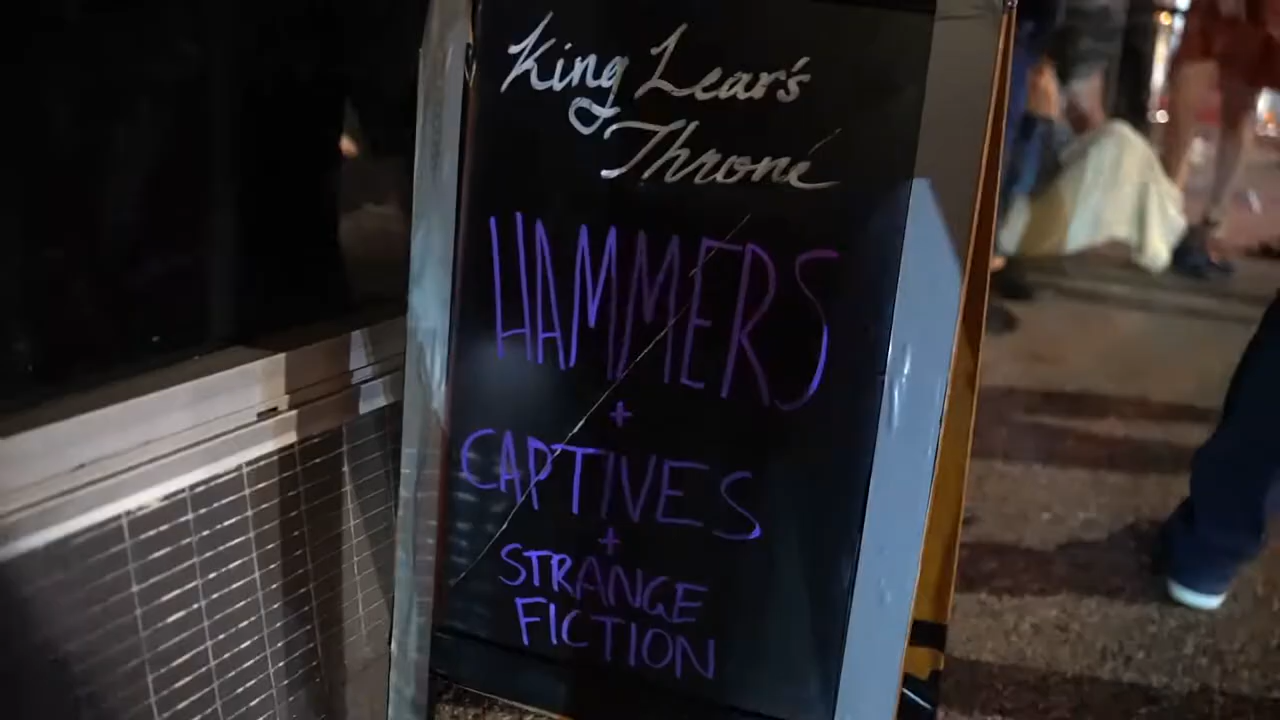 King Lear's
Throne
HAMMERS
+
CAPTIVES
+
STRANGE
FICTION